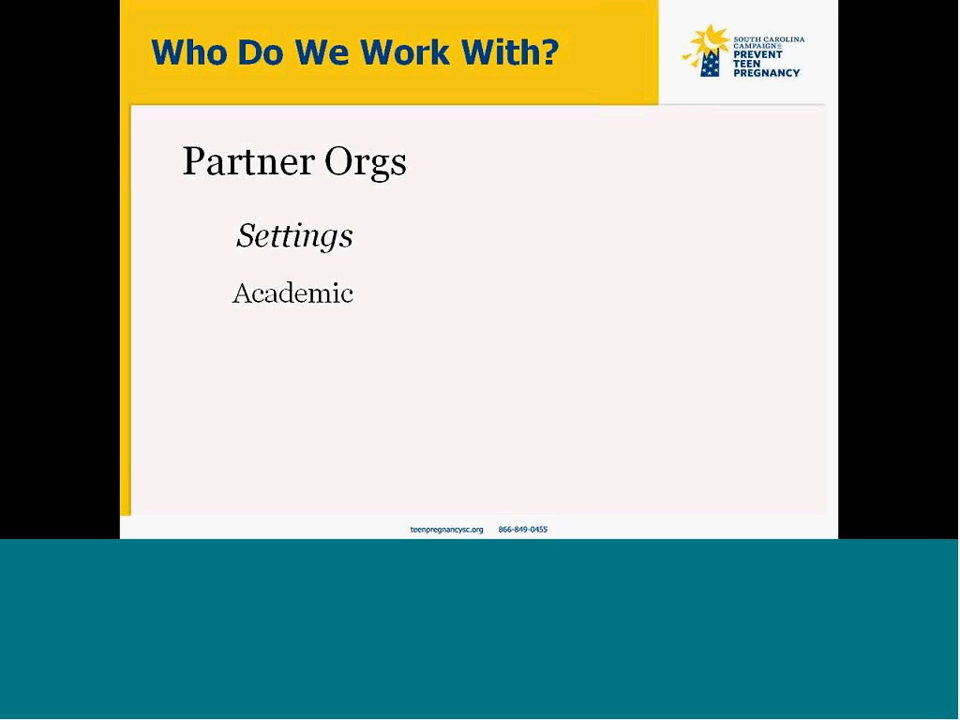 Who Do We Work With?
SOUTH CAROLINA
CAMPAIGN TO
PREVENT
TEEN
PREGNANCY
Partner Orgs
Settings
Academic
teenpregnancysc.org 866-849-0455